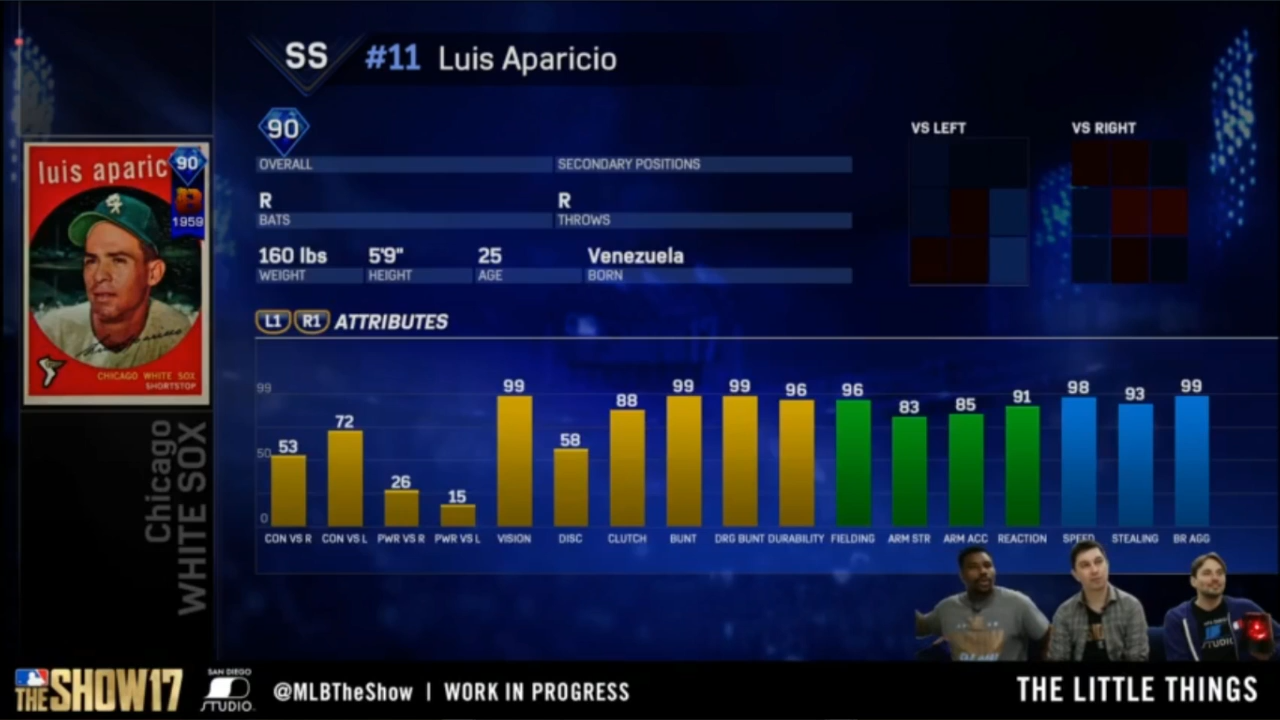 SS #11 Luis Aparicio
90
OVERALL SECONDARY POSITIONS
R R
BATS THROWS
160 lbs 5'9" 25 Venezuela
WEIGHT HEIGHT AGE BORN
VS LEFT VS RIGHT
luis aparic 90
1959
CHICAGO WHITE SOX
SHORTSTOP
Chicago
WHITE SOX
L1 R1 ATTRIBUTES
99
50
0
53 72 26 15 99 58 88 99 99 96 96 83 85 91 98 93 99
CON VS R CON VS L PWR VS R PWR VS L VISION DISC CLUTCH BUNT DRG BUNT DURABILITY FIELDING ARM STR ARM ACC REACTION SPEED STEALING BR AGG
THE SHOW 17 SAN DIEGO STUDIO @MLBTheShow | WORK IN PROGRESS THE LITTLE THINGS